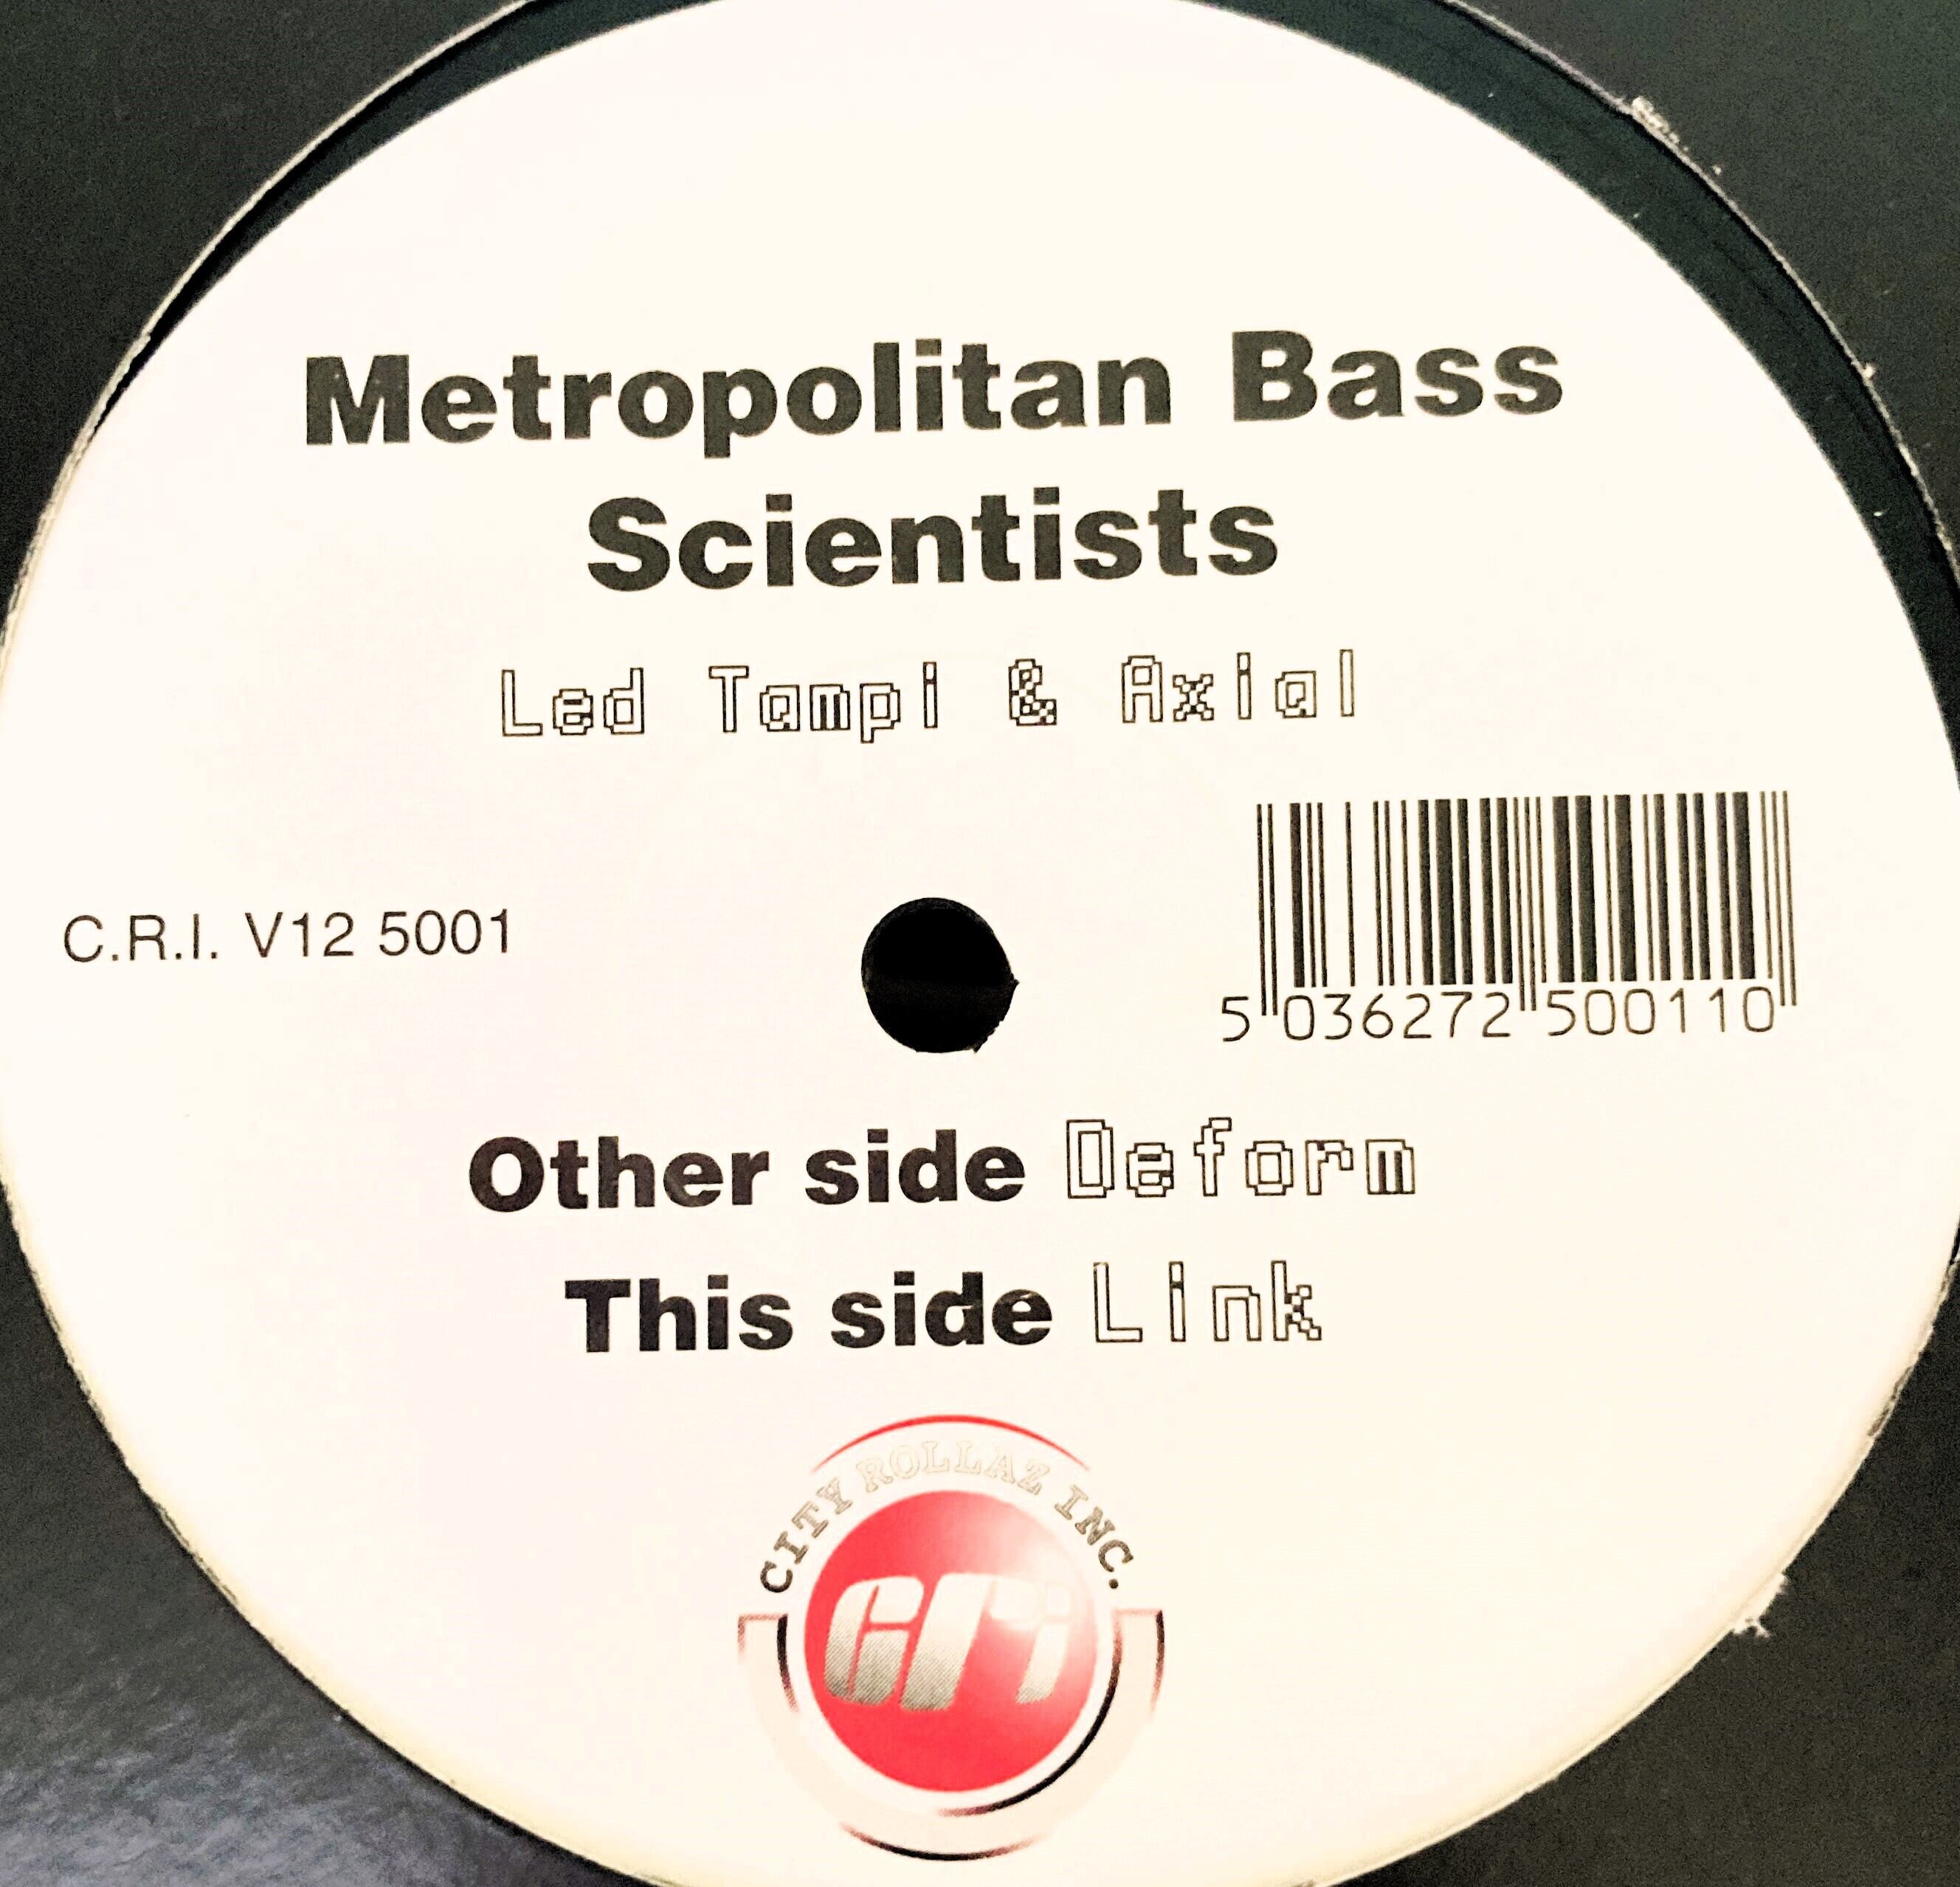 Metropolitan Bass
Scientists
Led Tampi & Axial
C.R.I. V12 5001
5 036272 500110
Other side Deform
This side Link
CITY ROLLAZ INC.
cri